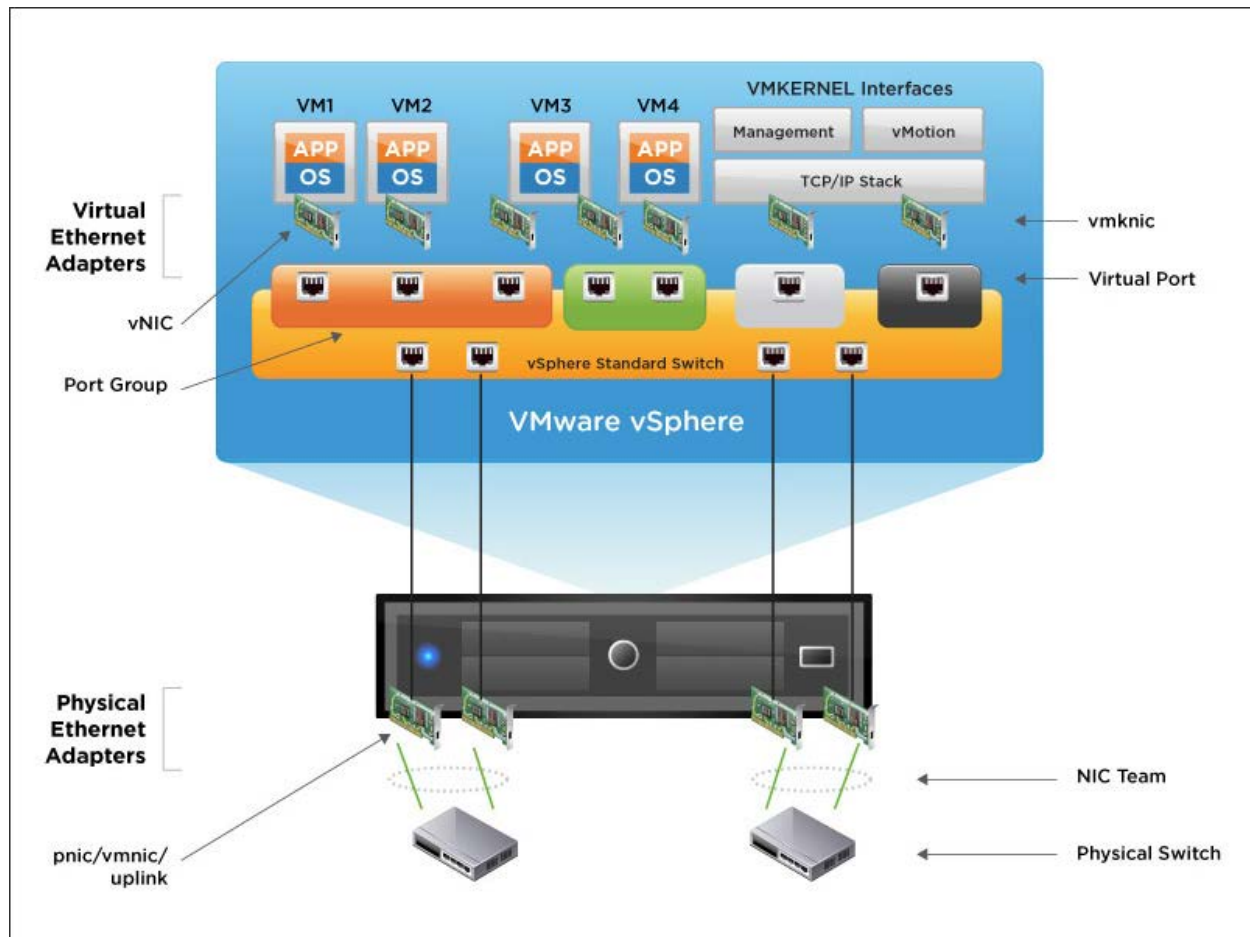 VMKERNEL Interfaces
VM1
VM2
VM3
VM4
Management
vMotion
APP
OS
APP
OS
APP
OS
APP
OS
TCP/IP Stack
Virtual
Ethernet
Adapters
vmknic
Virtual Port
vNIC
Port Group
vSphere Standard Switch
VMware vSphere
Physical
Ethernet
Adapters
NIC Team
pnic/vmnic/
uplink
Physical Switch